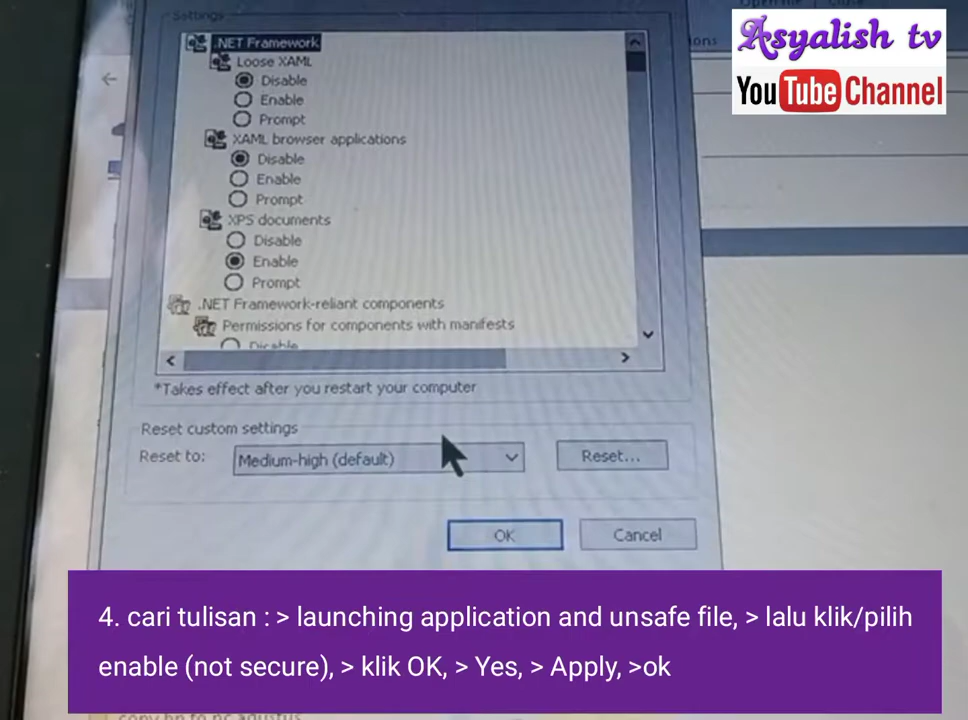 Settings
Asyalish tv
YouTube Channel
.NET Framework
Loose XAML
Disable
Enable
Prompt
XAML browser applications
Disable
Enable
Prompt
XPS documents
Disable
Enable
Prompt
.NET Framework-reliant components
Permissions for components with manifests
Disable
*Takes effect after you restart your computer
Reset custom settings
Reset to: Medium-high (default) Reset...
OK Cancel
4. cari tulisan : > launching application and unsafe file, > lalu klik/pilih
enable (not secure), > klik OK, > Yes, > Apply, >ok